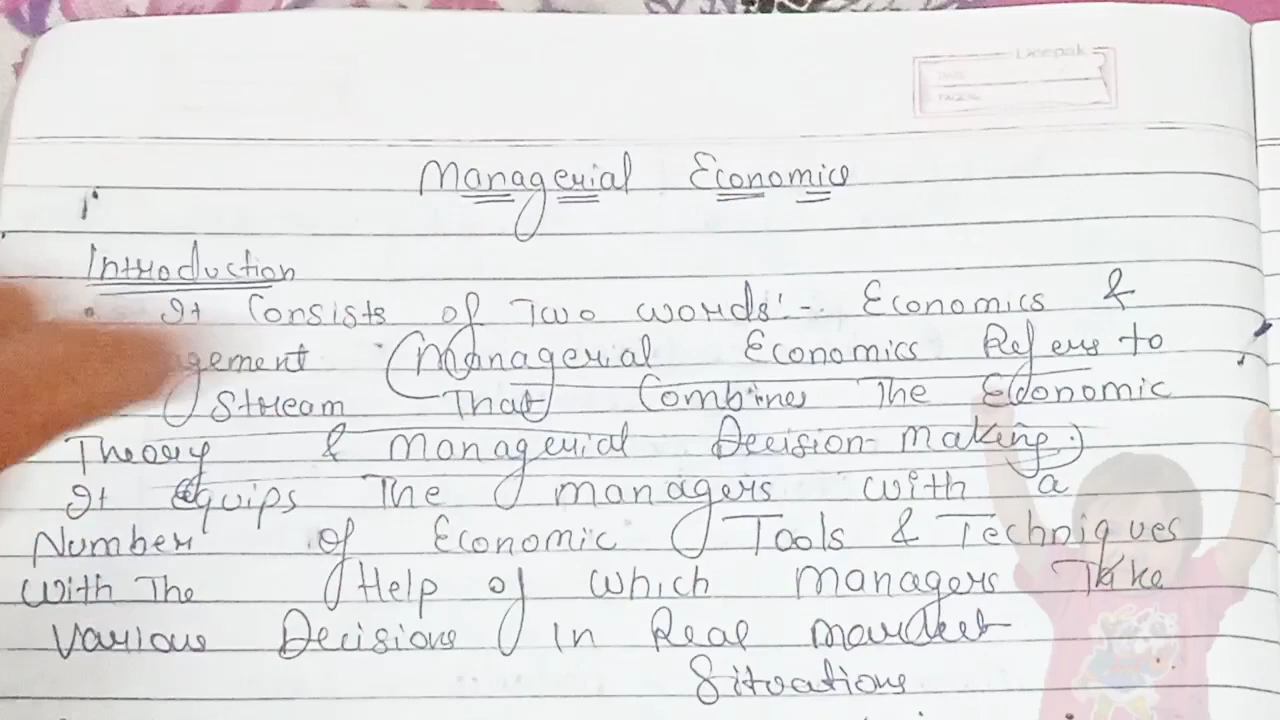 Deepak
Managerial Economics
Introduction
It Consists of Two words:- Economics &
gement (Managerial Economics Refers to
Stream That Combines The Economic
Theory & Managerial Decision-making.)
It equips The managers with a
Number of Economic Tools & Techniques
with The Help of which managers Take
Various Decisions in Real market
Situations